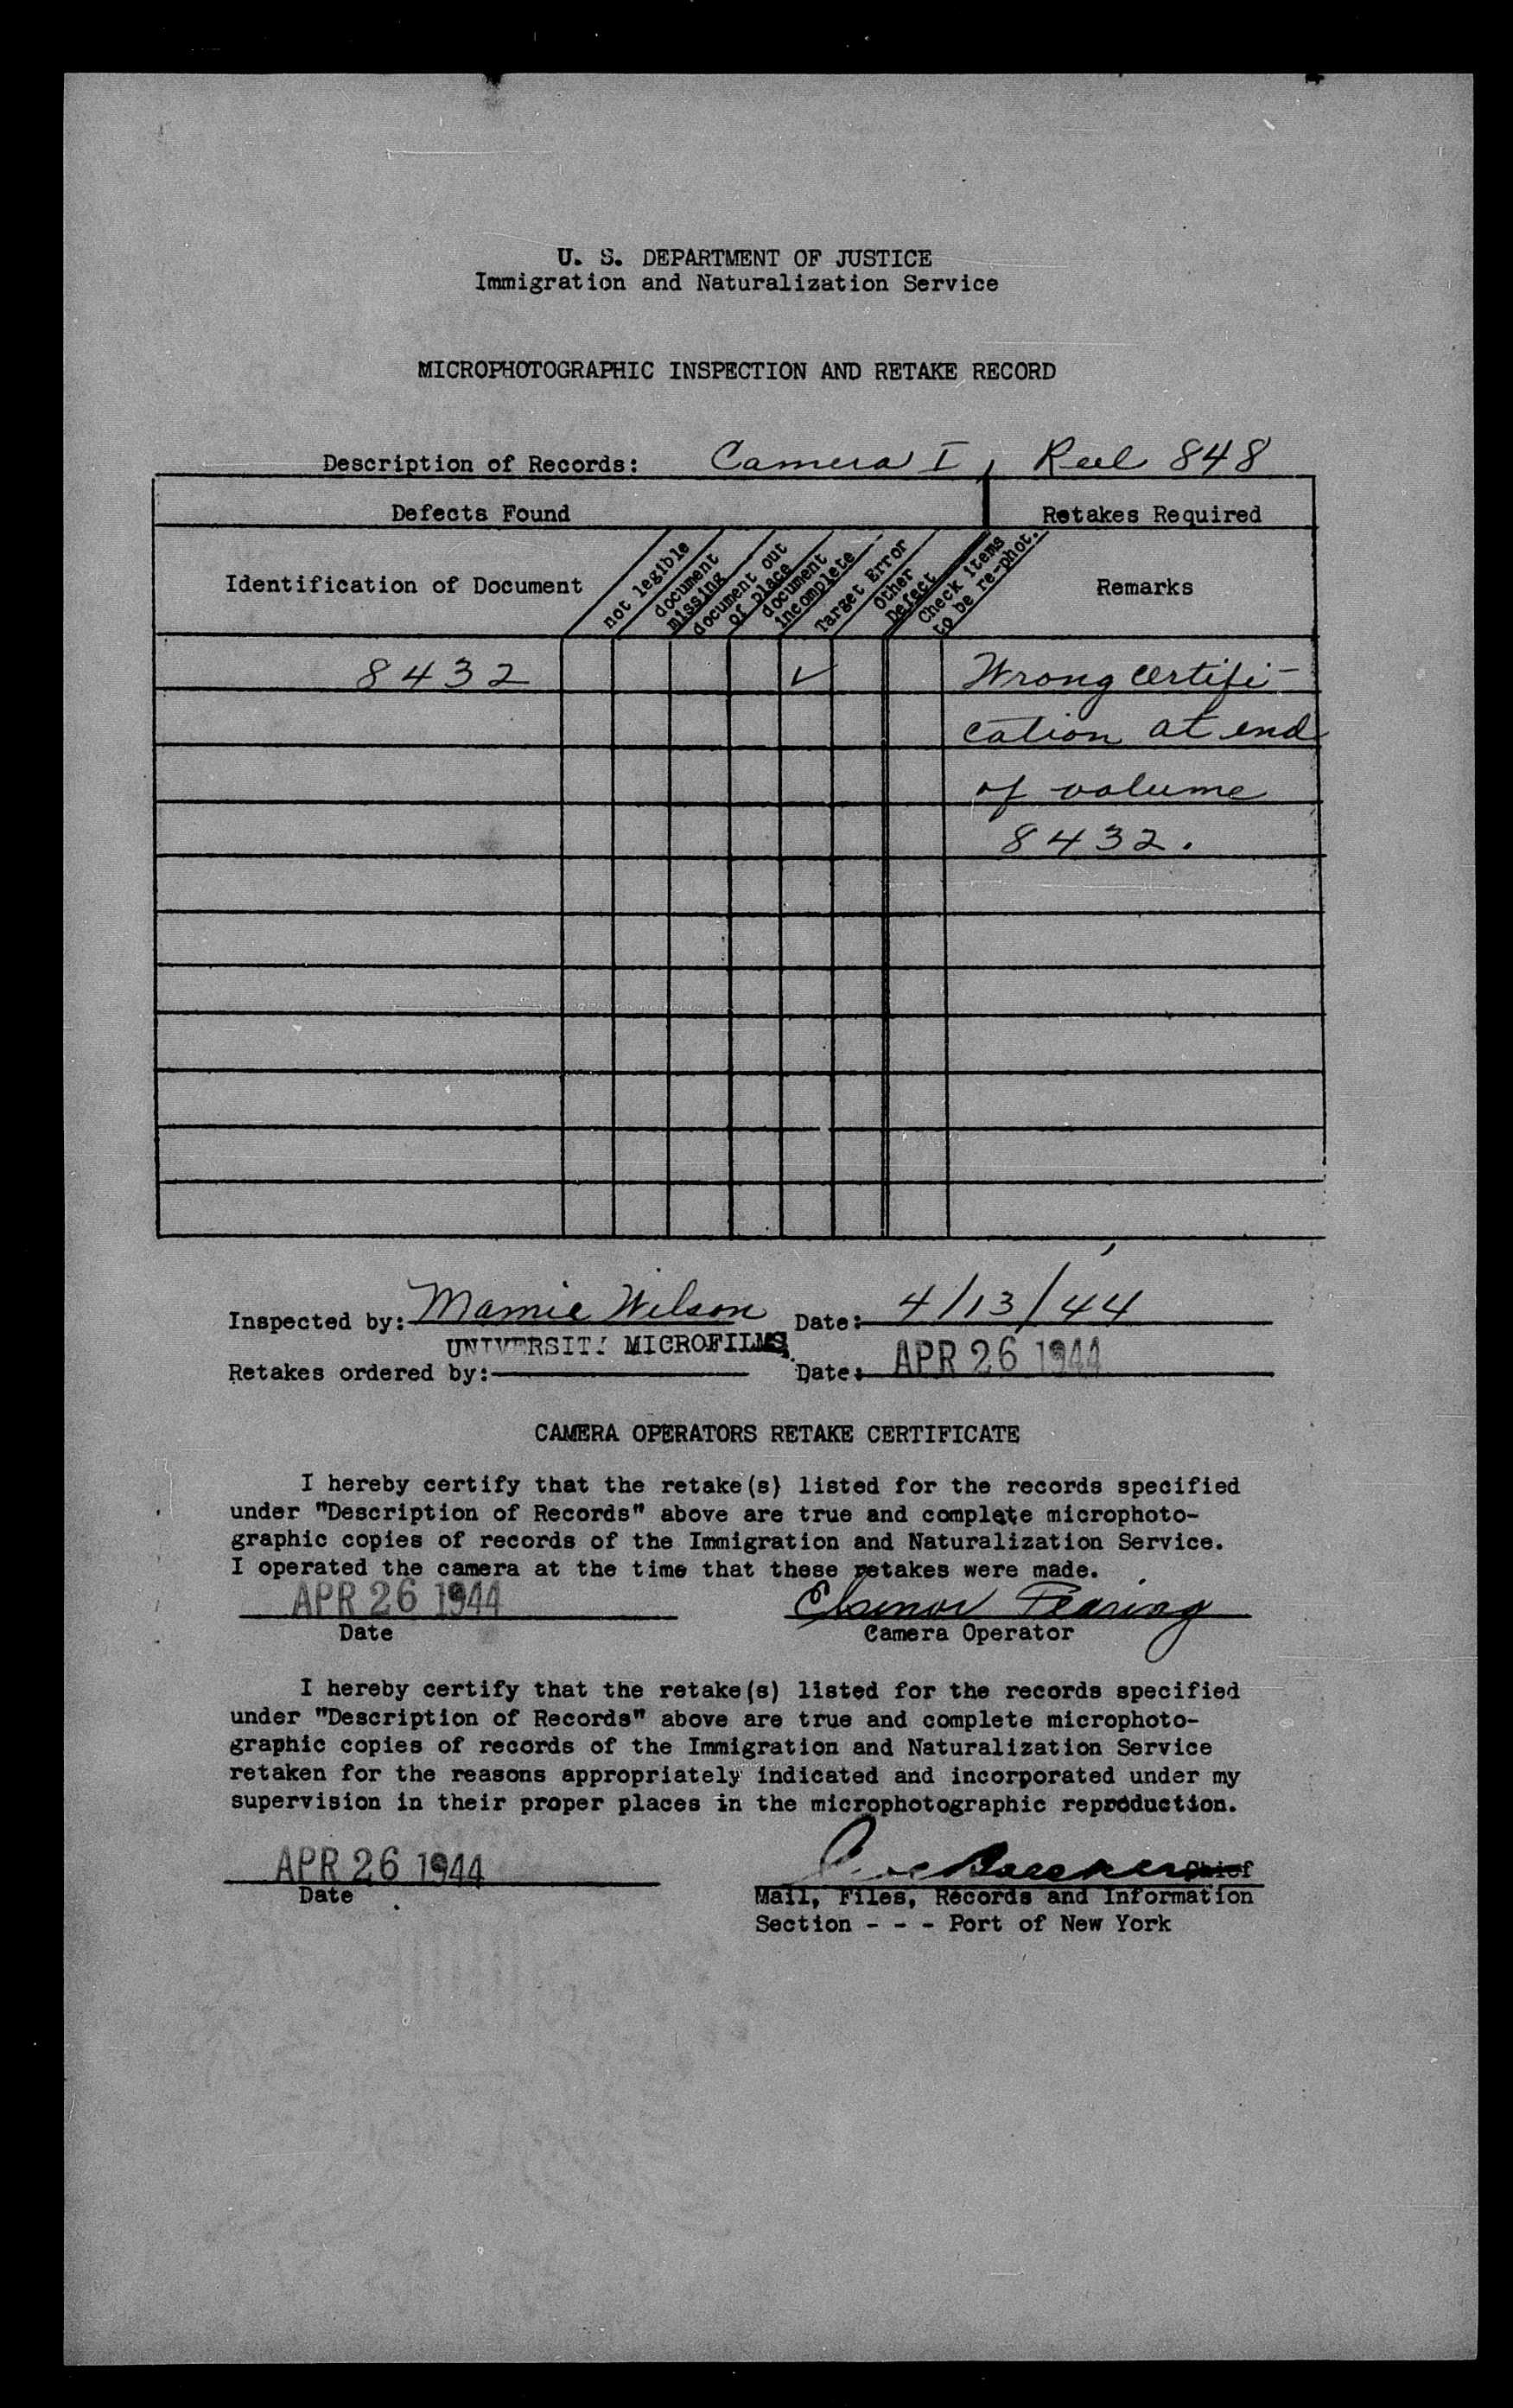 U. S. DEPARTMENT OF JUSTICE
Immigration and Naturalization Service
MICROPHOTOGRAPHIC INSPECTION AND RETAKE RECORD
Description of Records: Camera I, Reel 848
Defects Found
Retakes Required
Identification of Document
not legible
document
missing
document out
of place
document
incomplete
Target Error
Other
Defect
Check items
to be re-phot.
Remarks
8432 ✓ Wrong certifi-
cation at end
of volume
8432.
Inspected by: Mamie Wilson Date: 4/13/44
UNIVERSITY MICROFILMS
Retakes ordered by: Date: APR 26 1944
CAMERA OPERATORS RETAKE CERTIFICATE
I hereby certify that the retake(s) listed for the records specified
under "Description of Records" above are true and complete microphoto-
graphic copies of records of the Immigration and Naturalization Service.
I operated the camera at the time that these retakes were made.
APR 26 1944 Elsinor Fearing
Date Camera Operator
I hereby certify that the retake(s) listed for the records specified
under "Description of Records" above are true and complete microphoto-
graphic copies of records of the Immigration and Naturalization Service
retaken for the reasons appropriately indicated and incorporated under my
supervision in their proper places in the microphotographic reproduction.
APR 26 1944 Chief
Date Mail, Files, Records and Information
Section - - - Port of New York